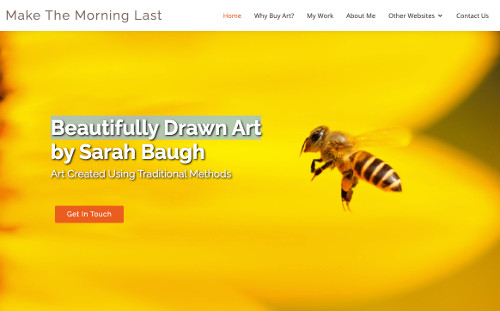 Make The Morning Last
Home Why Buy Art? My Work About Me Other Websites Contact Us
Beautifully Drawn Art
by Sarah Baugh
Art Created Using Traditional Methods
Get In Touch